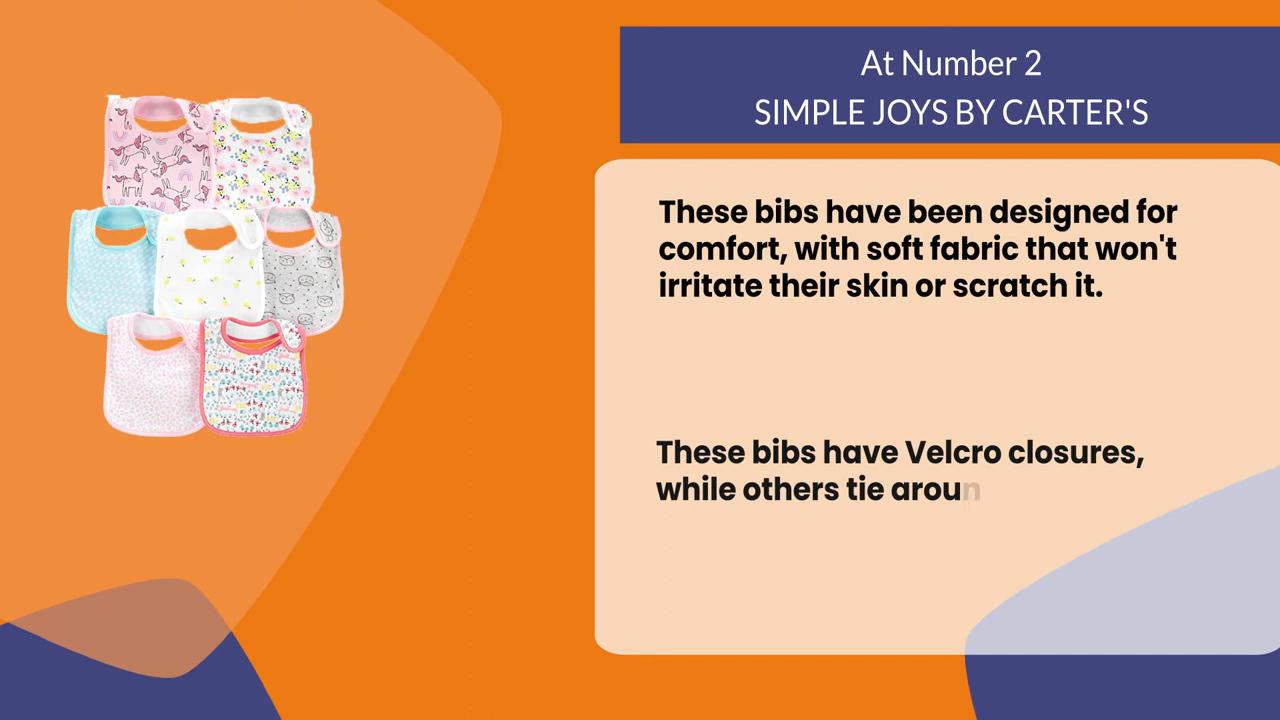 At Number 2
SIMPLE JOYS BY CARTER'S
These bibs have been designed for
comfort, with soft fabric that won't
irritate their skin or scratch it.
These bibs have Velcro closures,
while others tie aroun